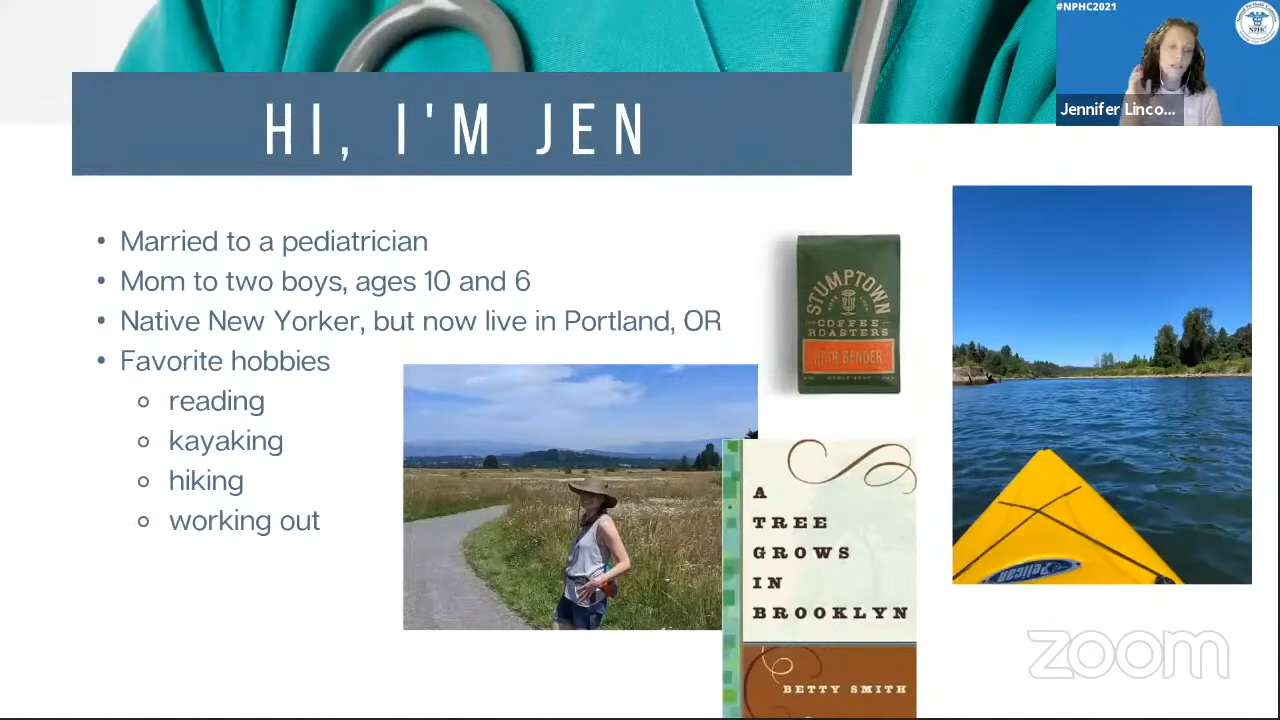 #NPHC2021
NPHC
Jennifer Linco...
HI, I'M JEN
• Married to a pediatrician
• Mom to two boys, ages 10 and 6
• Native New Yorker, but now live in Portland, OR
• Favorite hobbies
○ reading
○ kayaking
○ hiking
○ working out
STUMPTOWN
COFFEE
ROASTERS
HAIR BENDER
A
TREE
GROWS
IN
BROOKLYN
BETTY SMITH
Pelican
zoom